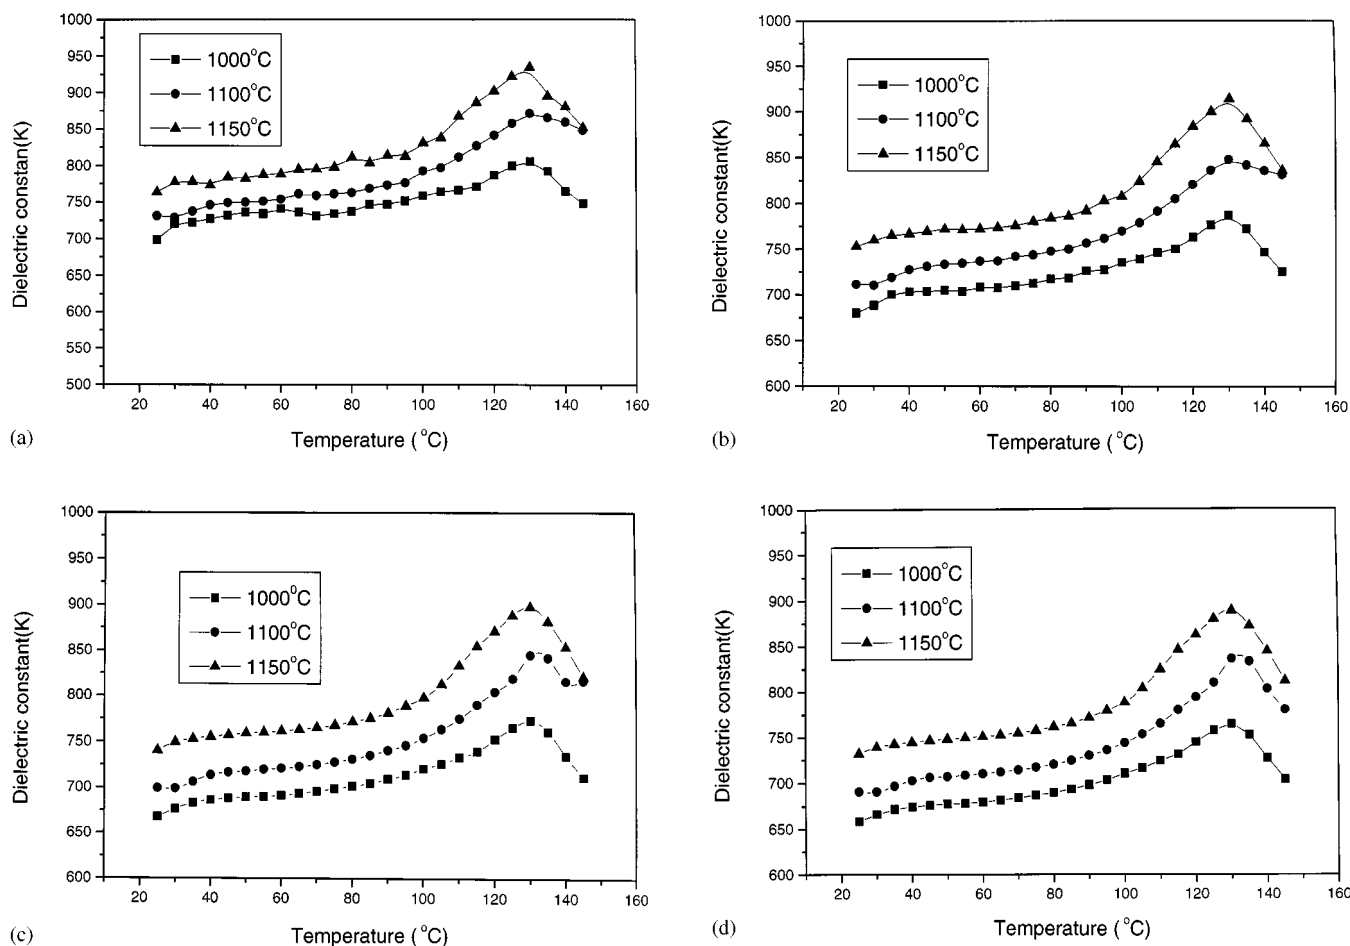 1000
950
900
850
800
750
700
650
600
550
500
Dielectric constan(K)
1000°C
1100°C
1150°C
20 40 60 80 100 120 140 160
Temperature ( °C)
(a)
1000
950
900
850
800
750
700
650
600
Dielectric constant(K)
1000°C
1100°C
1150°C
20 40 60 80 100 120 140 160
Temperature ( °C)
(b)
1000
950
900
850
800
750
700
650
600
Dielectric constant(K)
1000°C
1100°C
1150°C
20 40 60 80 100 120 140 160
Temperature ( °C)
(c)
1000
950
900
850
800
750
700
650
600
Dielectric constant(K)
1000°C
1100°C
1150°C
20 40 60 80 100 120 140 160
Temperature ( °C)
(d)